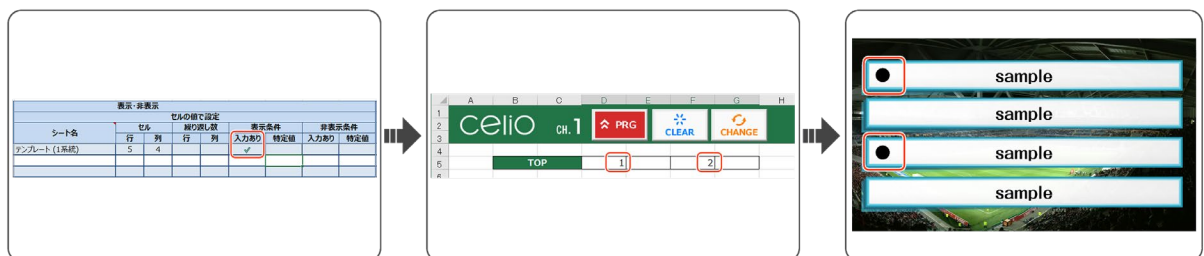 表示・非表示
セルの値で設定
シート名 セル 繰り返し数 表示条件 非表示条件
行 列 行 列 入力あり 特定値 入力あり 特定値
テンプレート (1系統) 5 4 ✓
A B C D E F G H
1
2
3
4
5
6
celio CH. 1 PRG CLEAR CHANGE
TOP 1 2
sample
sample
sample
sample